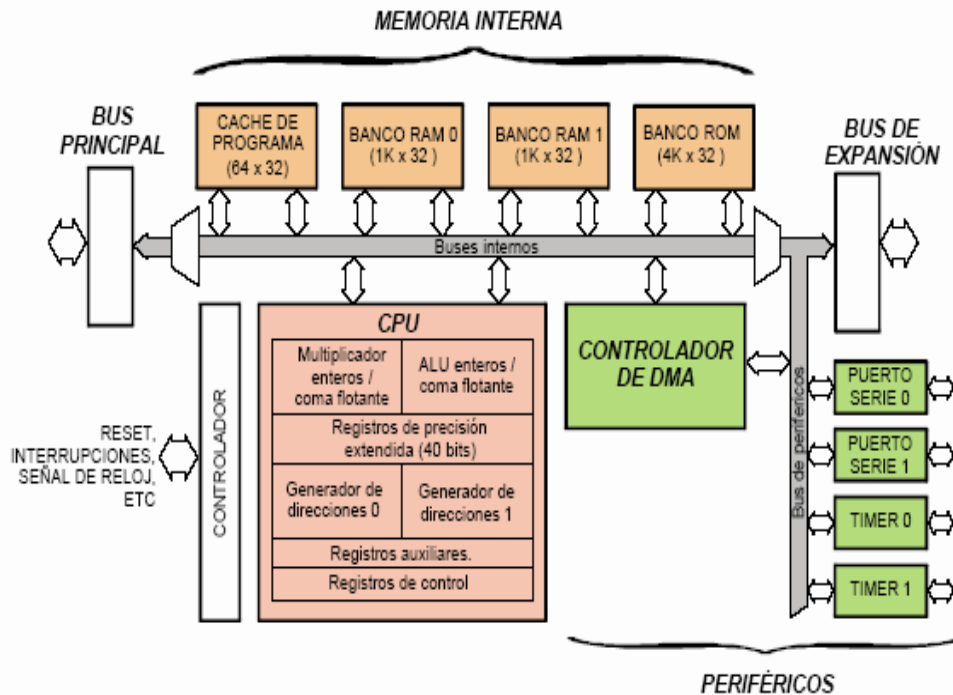 MEMORIA INTERNA
BUS
PRINCIPAL
CACHE DE
PROGRAMA
(64 x 32)
BANCO RAM 0
(1K x 32 )
BANCO RAM 1
(1K x 32 )
BANCO ROM
(4K x 32 )
BUS DE
EXPANSIÓN
Buses internos
CPU
Multiplicador
enteros /
coma flotante
ALU enteros /
coma flotante
Registros de precisión
extendida (40 bits)
Generador de
direcciones 0
Generador de
direcciones 1
Registros auxiliares.
Registros de control
CONTROLADOR
RESET,
INTERRUPCIONES,
SEÑAL DE RELOJ,
ETC
CONTROLADOR
DE DMA
Bus de periféricos
PUERTO
SERIE 0
PUERTO
SERIE 1
TIMER 0
TIMER 1
PERIFÉRICOS